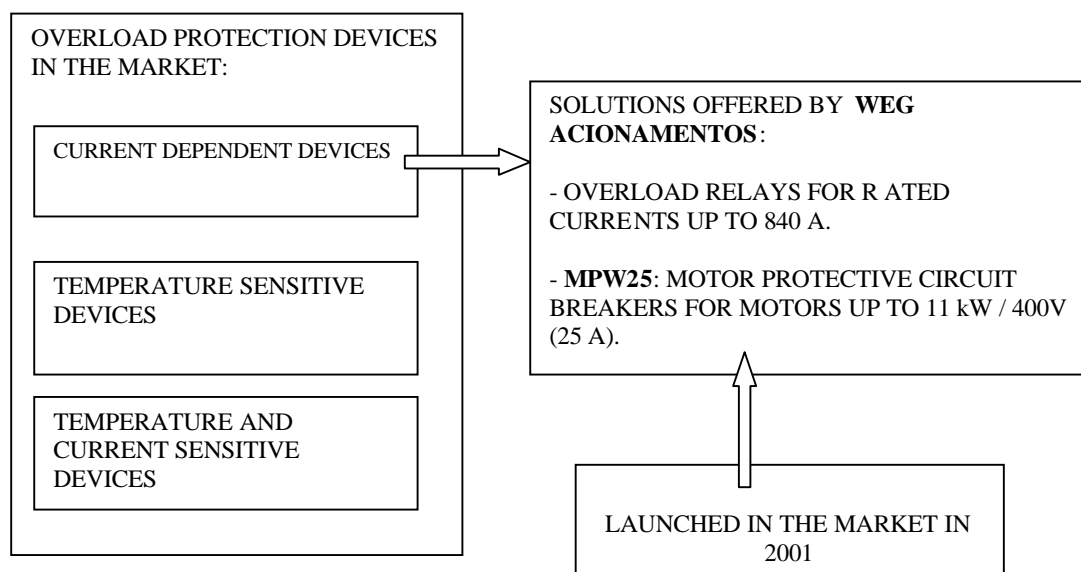 OVERLOAD PROTECTION DEVICES
IN THE MARKET:
CURRENT DEPENDENT DEVICES
TEMPERATURE SENSITIVE
DEVICES
TEMPERATURE AND
CURRENT SENSITIVE
DEVICES
SOLUTIONS OFFERED BY WEG
ACIONAMENTOS:
- OVERLOAD RELAYS FOR R ATED
CURRENTS UP TO 840 A.
- MPW25: MOTOR PROTECTIVE CIRCUIT
BREAKERS FOR MOTORS UP TO 11 kW / 400V
(25 A).
LAUNCHED IN THE MARKET IN
2001